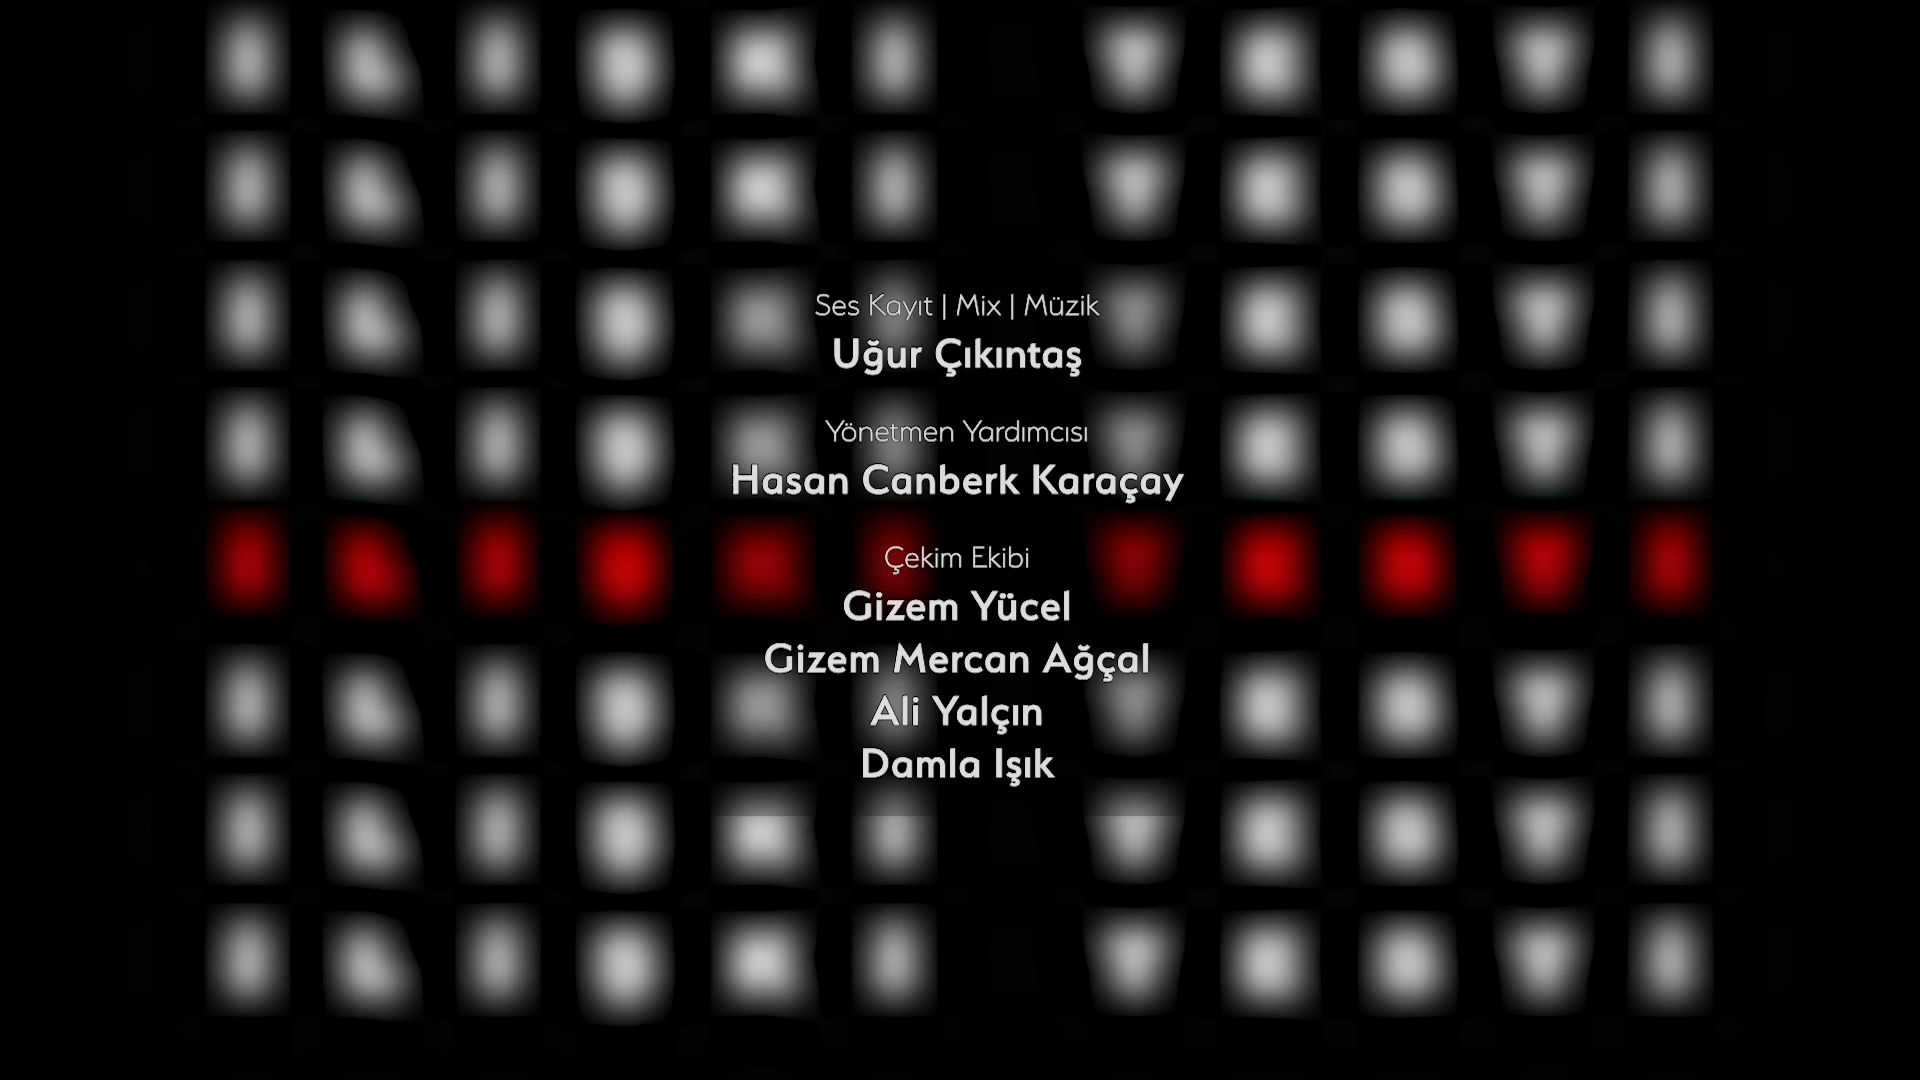 Ses Kayıt | Mix | Müzik
Uğur Çıkıntaş
Yönetmen Yardımcısı
Hasan Canberk Karaçay
Çekim Ekibi
Gizem Yücel
Gizem Mercan Ağçal
Ali Yalçın
Damla Işık